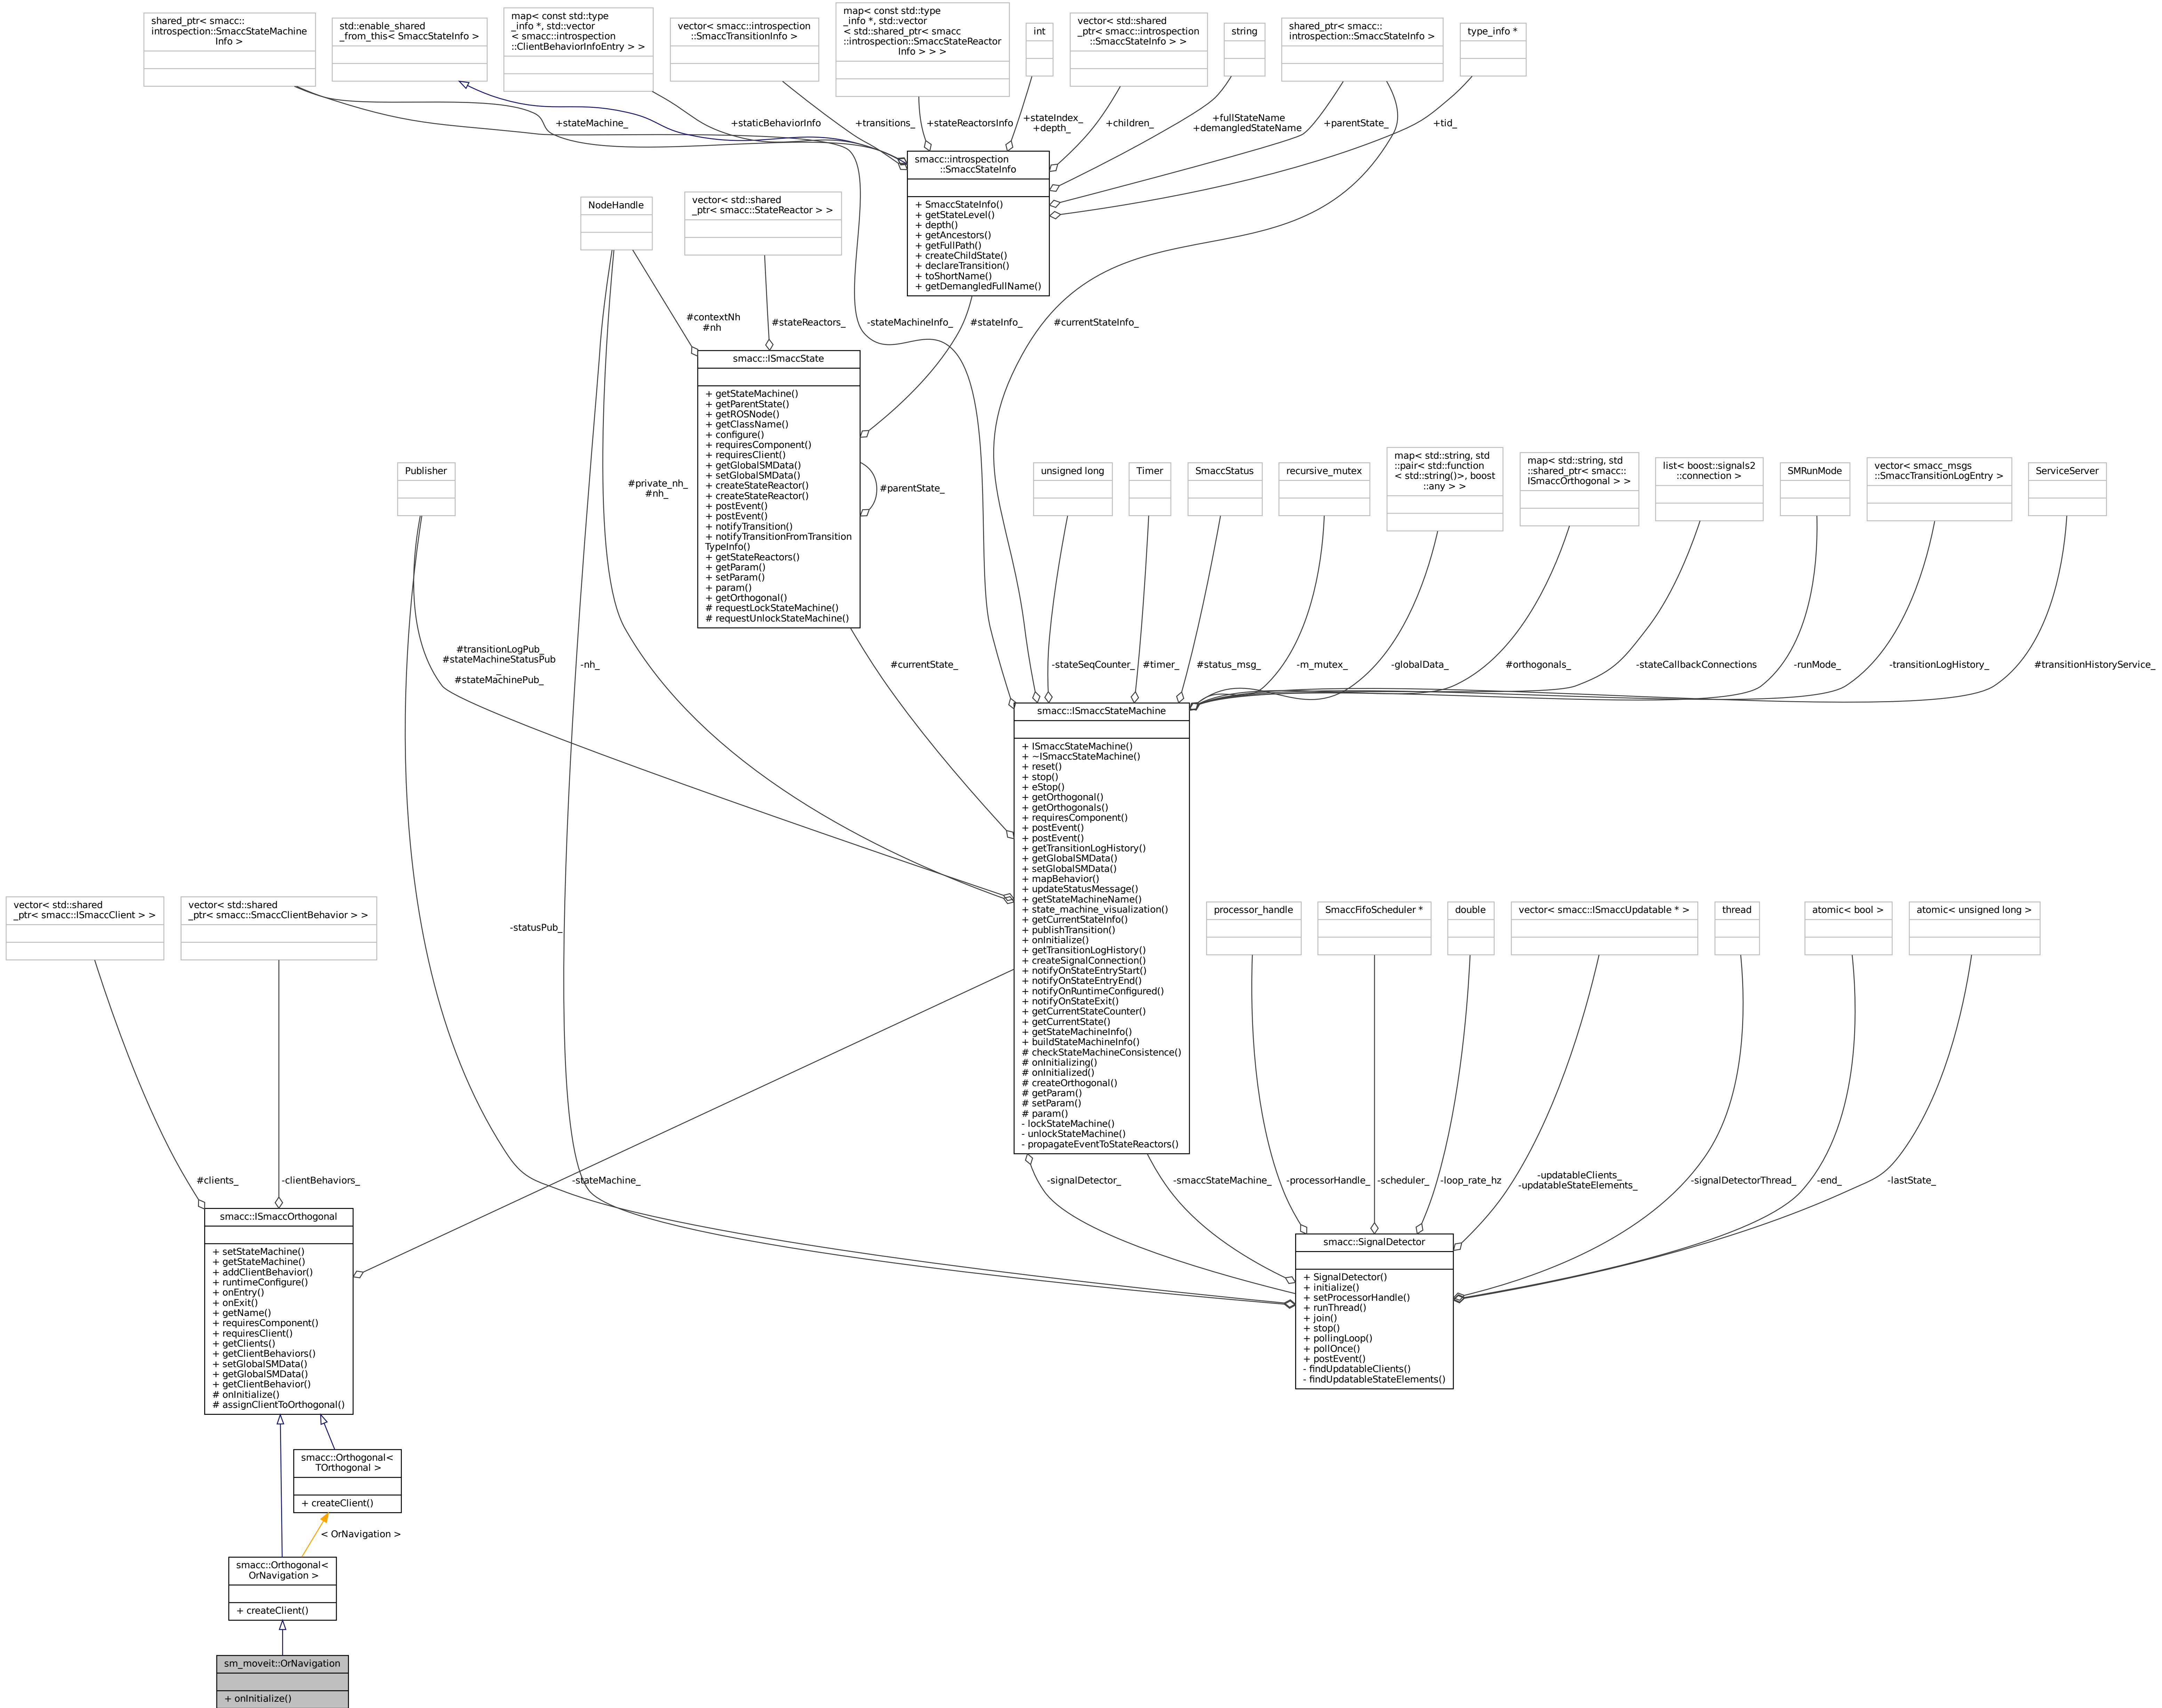 shared_ptr< smacc::
introspection::SmaccStateMachine
Info >
std::enable_shared
_from_this< SmaccStateInfo >
map< const std::type
_info *, std::vector
< smacc::introspection
::ClientBehaviorInfoEntry > >
vector< smacc::introspection
::SmaccTransitionInfo >
map< const std::type
_info *, std::vector
< std::shared_ptr< smacc
::introspection::SmaccStateReactor
Info > > >
int
vector< std::shared
_ptr< smacc::introspection
::SmaccStateInfo > >
string
shared_ptr< smacc::
introspection::SmaccStateInfo >
type_info *
+stateMachine_
+staticBehaviorInfo
+transitions_
+stateReactorsInfo
+stateIndex_
+depth_
+children_
+fullStateName
+demangledStateName
+parentState_
+tid_
smacc::introspection
::SmaccStateInfo
+ SmaccStateInfo()
+ getStateLevel()
+ depth()
+ getAncestors()
+ getFullPath()
+ createChildState()
+ declareTransition()
+ toShortName()
+ getDemangledFullName()
NodeHandle
vector< std::shared
_ptr< smacc::StateReactor > >
#contextNh
#nh
#stateReactors_
-stateMachineInfo_
#stateInfo_
#currentStateInfo_
smacc::ISmaccState
+ getStateMachine()
+ getParentState()
+ getROSNode()
+ getClassName()
+ configure()
+ requiresComponent()
+ requiresClient()
+ getGlobalSMData()
+ setGlobalSMData()
+ createStateReactor()
+ createStateReactor()
+ postEvent()
+ postEvent()
+ notifyTransition()
+ notifyTransitionFromTransition
TypeInfo()
+ getStateReactors()
+ getParam()
+ setParam()
+ param()
+ getOrthogonal()
# requestLockStateMachine()
# requestUnlockStateMachine()
#parentState_
Publisher
#private_nh_
#nh_
unsigned long
Timer
SmaccStatus
recursive_mutex
map< std::string, std
::pair< std::function
< std::string()>, boost
::any > >
map< std::string, std
::shared_ptr< smacc::
ISmaccOrthogonal > >
list< boost::signals2
::connection >
SMRunMode
vector< smacc_msgs
::SmaccTransitionLogEntry >
ServiceServer
#transitionLogPub_
#stateMachineStatusPub
_
#stateMachinePub_
-nh_
#currentState_
-stateSeqCounter_
#timer_
#status_msg_
-m_mutex_
-globalData_
#orthogonals_
-stateCallbackConnections
-runMode_
-transitionLogHistory_
#transitionHistoryService_
smacc::ISmaccStateMachine
+ ISmaccStateMachine()
+ ~ISmaccStateMachine()
+ reset()
+ stop()
+ eStop()
+ getOrthogonal()
+ getOrthogonals()
+ requiresComponent()
+ postEvent()
+ postEvent()
+ getTransitionLogHistory()
+ getGlobalSMData()
+ setGlobalSMData()
+ mapBehavior()
+ updateStatusMessage()
+ getStateMachineName()
+ state_machine_visualization()
+ getCurrentStateInfo()
+ publishTransition()
+ onInitialize()
+ getTransitionLogHistory()
+ createSignalConnection()
+ notifyOnStateEntryStart()
+ notifyOnStateEntryEnd()
+ notifyOnRuntimeConfigured()
+ notifyOnStateExit()
+ getCurrentStateCounter()
+ getCurrentState()
+ getStateMachineInfo()
+ buildStateMachineInfo()
# checkStateMachineConsistence()
# onInitializing()
# onInitialized()
# createOrthogonal()
# getParam()
# setParam()
# param()
- lockStateMachine()
- unlockStateMachine()
- propagateEventToStateReactors()
vector< std::shared
_ptr< smacc::ISmaccClient > >
vector< std::shared
_ptr< smacc::SmaccClientBehavior > >
-statusPub_
processor_handle
SmaccFifoScheduler *
double
vector< smacc::ISmaccUpdatable * >
thread
atomic< bool >
atomic< unsigned long >
#clients_
-clientBehaviors_
-stateMachine_
-signalDetector_
-smaccStateMachine_
-processorHandle_
-scheduler_
-loop_rate_hz
-updatableClients_
-updatableStateElements_
-signalDetectorThread_
-end_
-lastState_
smacc::ISmaccOrthogonal
+ setStateMachine()
+ getStateMachine()
+ addClientBehavior()
+ runtimeConfigure()
+ onEntry()
+ onExit()
+ getName()
+ requiresComponent()
+ requiresClient()
+ getClients()
+ getClientBehaviors()
+ setGlobalSMData()
+ getGlobalSMData()
+ getClientBehavior()
# onInitialize()
# assignClientToOrthogonal()
smacc::SignalDetector
+ SignalDetector()
+ initialize()
+ setProcessorHandle()
+ runThread()
+ join()
+ stop()
+ pollingLoop()
+ pollOnce()
+ postEvent()
- findUpdatableClients()
- findUpdatableStateElements()
smacc::Orthogonal<
TOrthogonal >
+ createClient()
< OrNavigation >
smacc::Orthogonal<
OrNavigation >
+ createClient()
sm_moveit::OrNavigation
+ onInitialize()